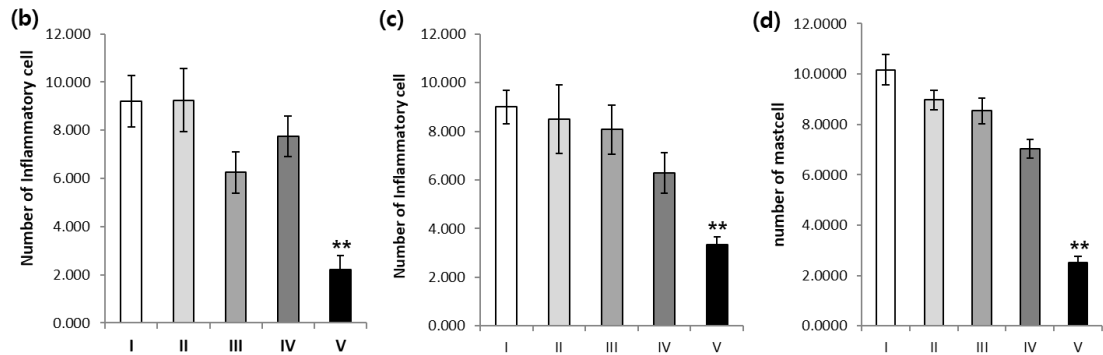 (b)
Number of Inflammatory cell
12.000
10.000
8.000
6.000
4.000
2.000
0.000
**
I II III IV V
(c)
Number of Inflammatory cell
12.000
10.000
8.000
6.000
4.000
2.000
0.000
**
I II III IV V
(d)
number of mastcell
12.0000
10.0000
8.0000
6.0000
4.0000
2.0000
0.0000
**
I II III IV V